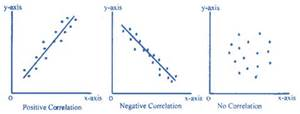 y-axis y-axis y-axis
O x-axis O x-axis O x-axis
Positive Correlation Negative Correlation No Correlation